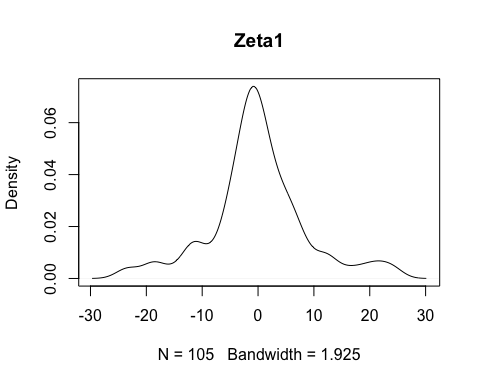 Zeta1
Density
0.00 0.02 0.04 0.06
-30 -20 -10 0 10 20 30
N = 105 Bandwidth = 1.925